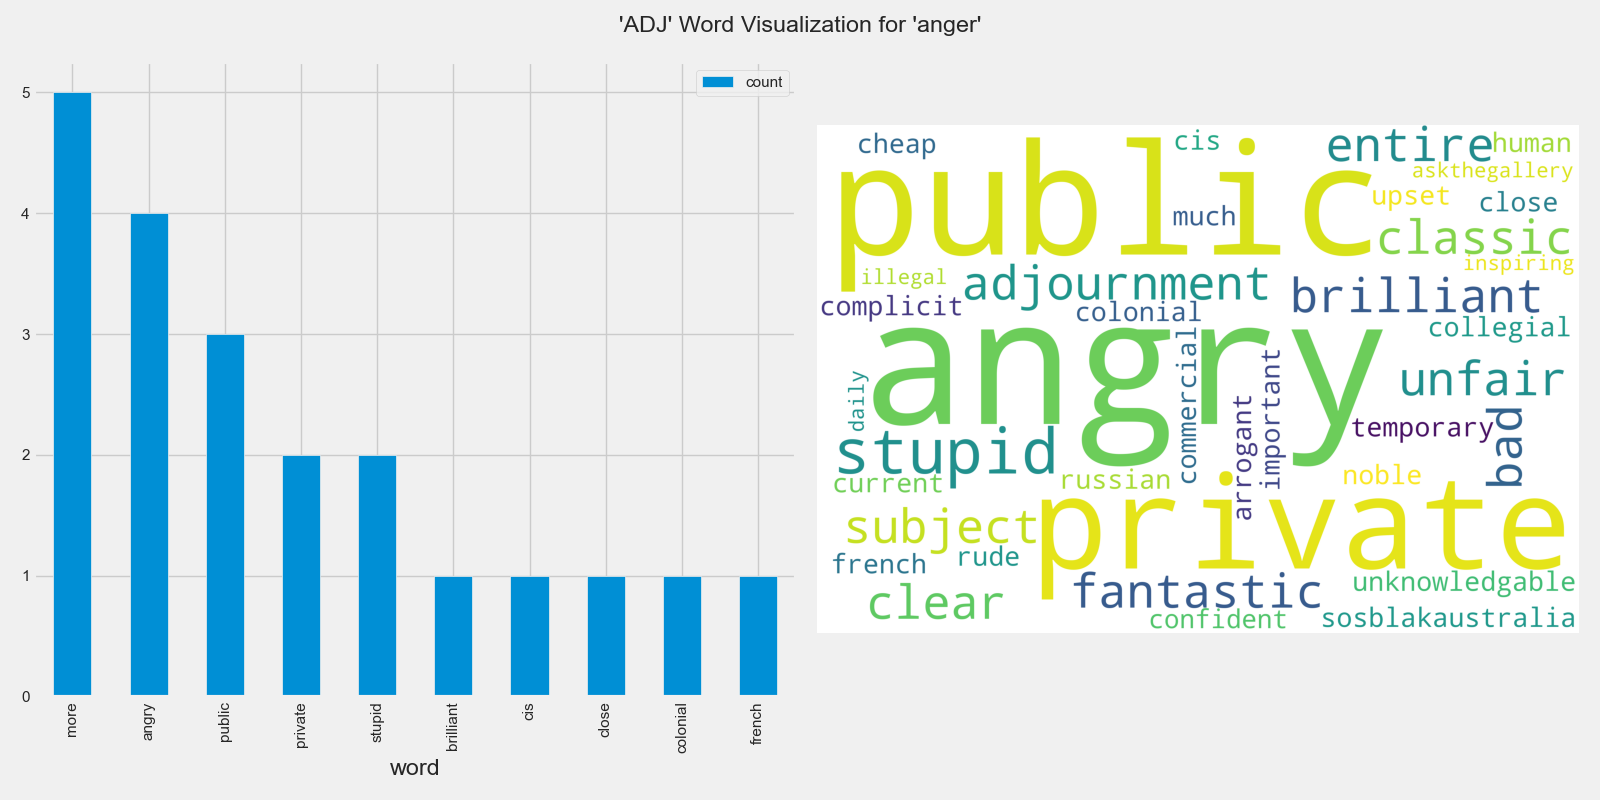 'ADJ' Word Visualization for 'anger'
count
5
4
3
2
1
0
more
angry
public
private
stupid
brilliant
cis
close
colonial
french
word
cheap
cis
entire
human
public
askthegallery
upset
close
much
classic
inspiring
illegal
adjournment
brilliant
complicit
colonial
collegial
angry
commercial
important
unfair
daily
arrogant
temporary
bad
stupid
current
russian
noble
private
subject
french
rude
fantastic
unknowledgable
clear
confident
sosblakaustralia